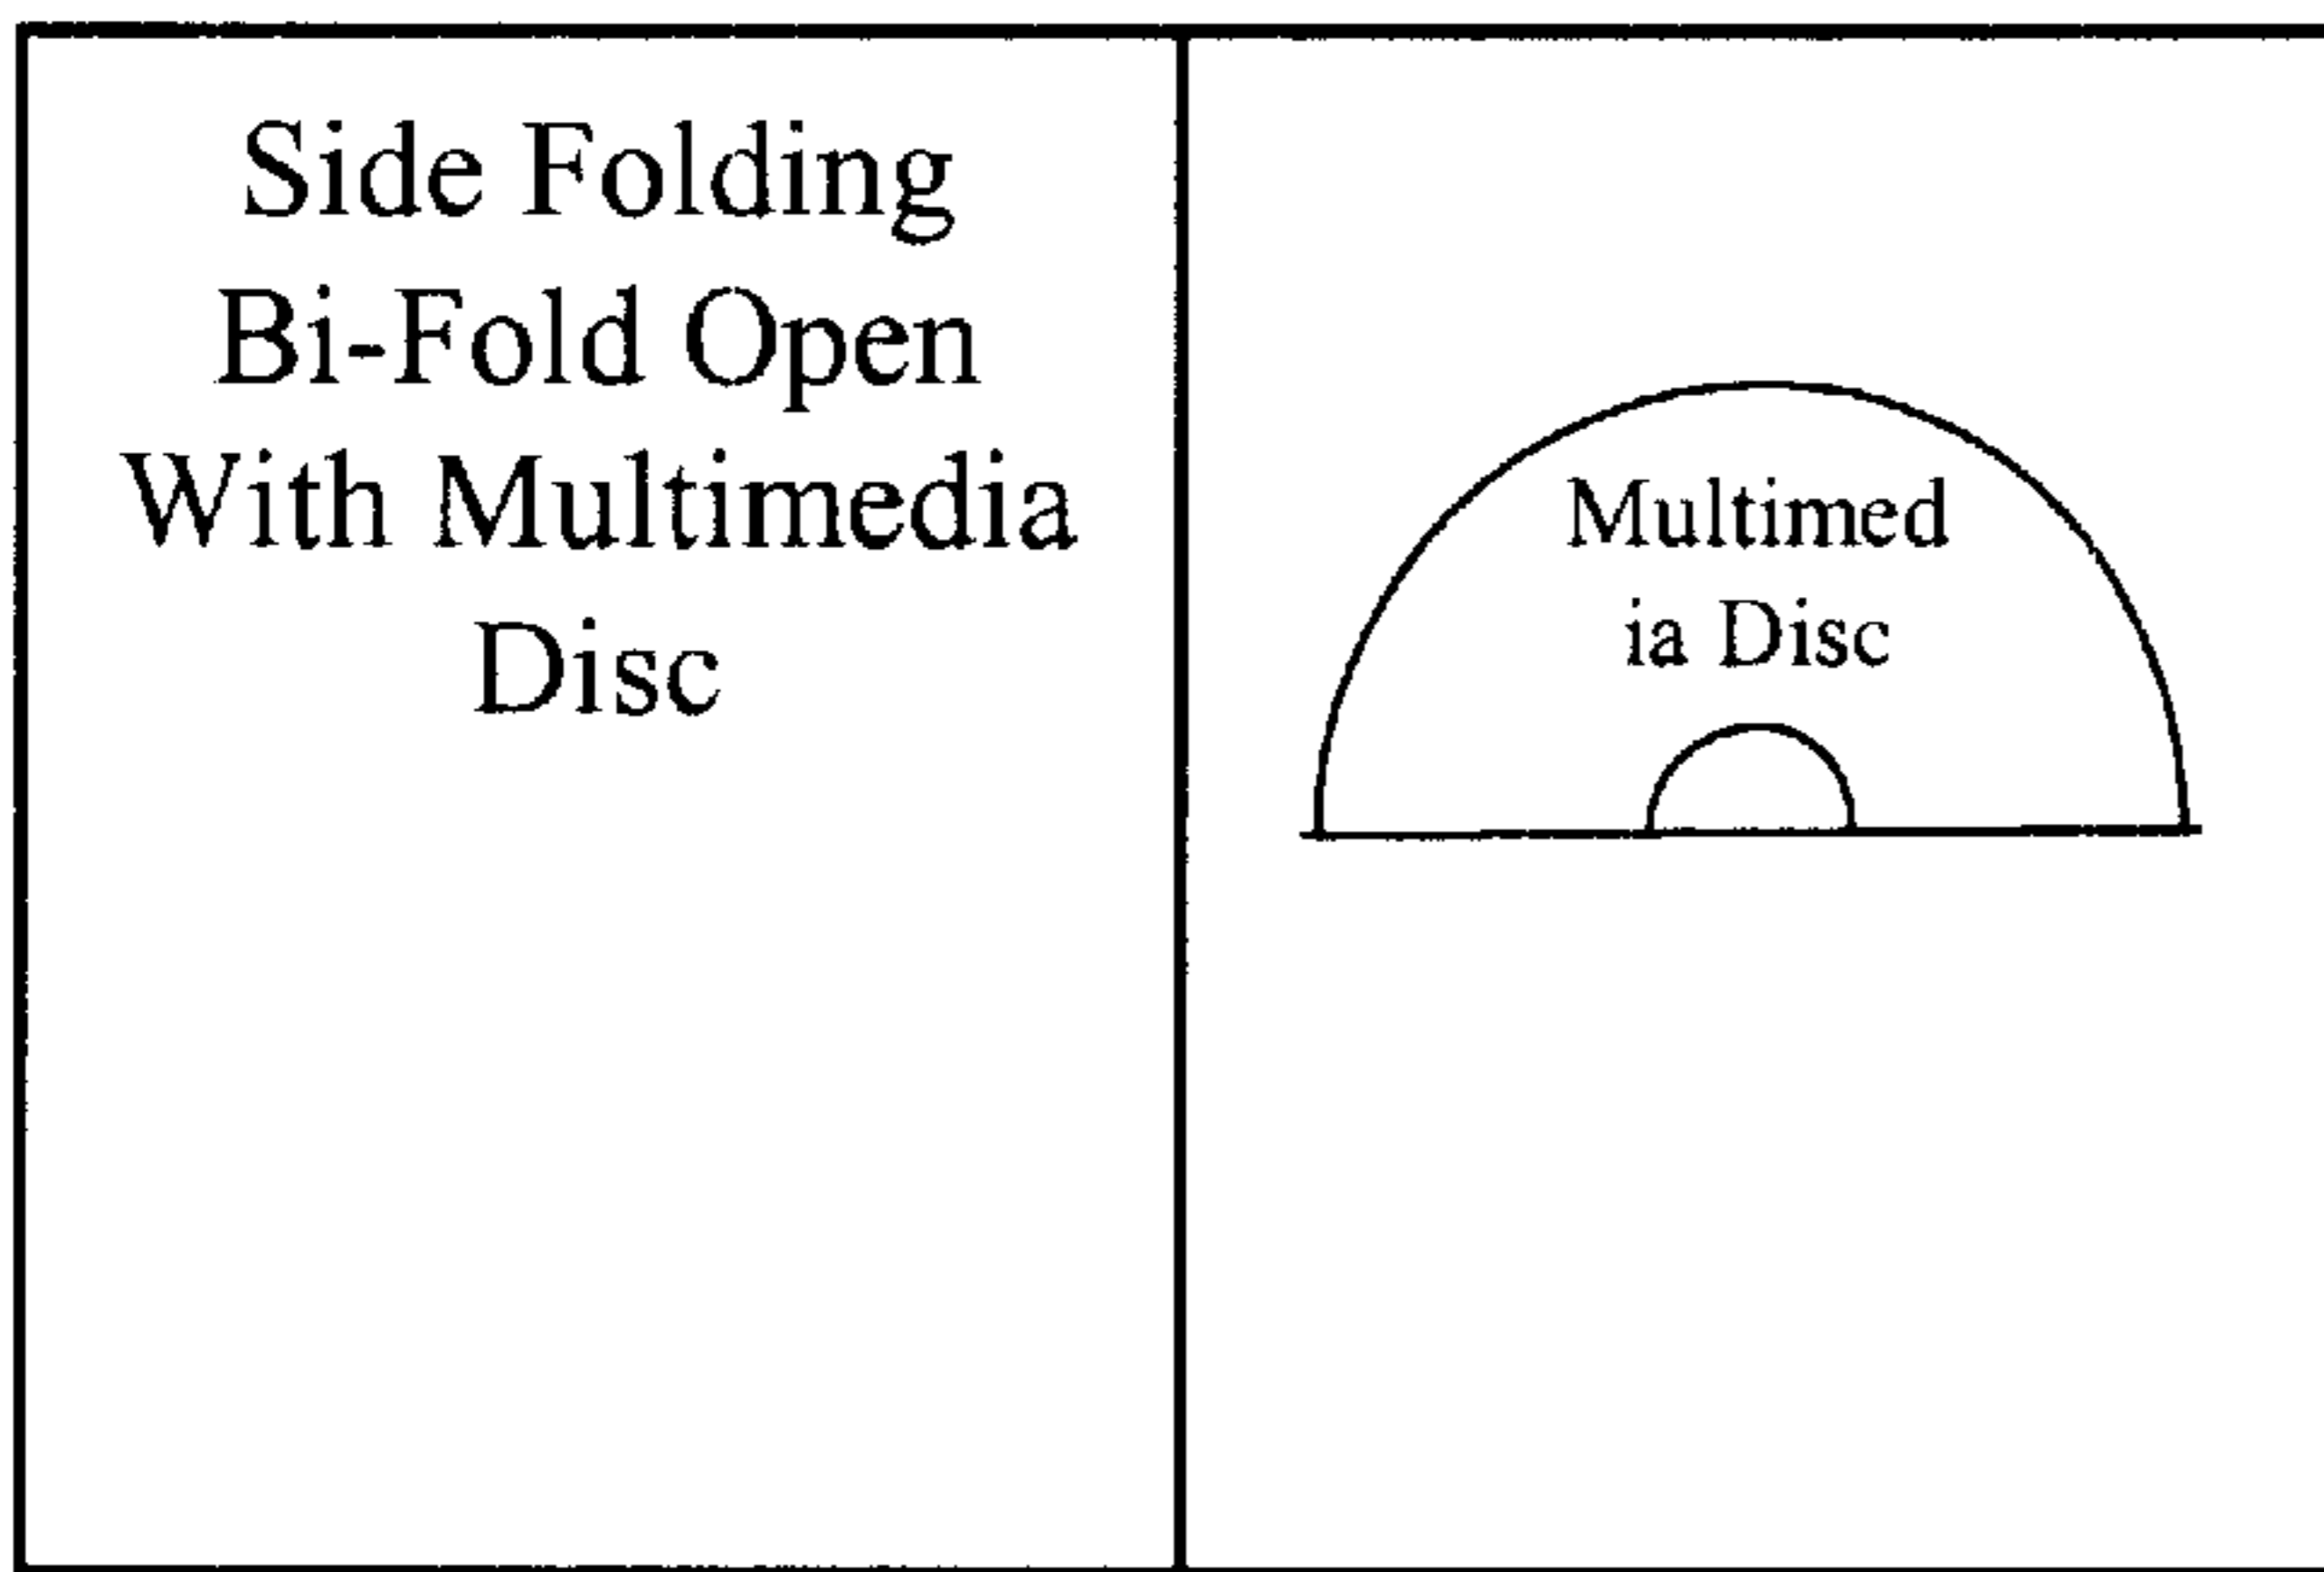 Side Folding
Bi-Fold Open
With Multimedia
Disc
Multimed
ia Disc